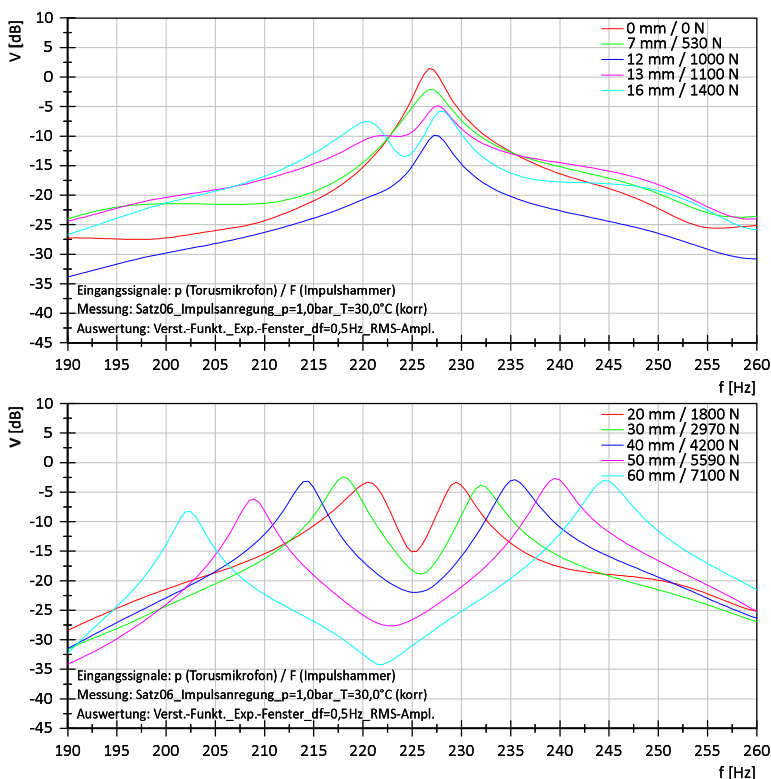 10
5
0
-5
-10
-15
-20
-25
-30
-35
-40
-45
V [dB]
0 mm / 0 N
7 mm / 530 N
12 mm / 1000 N
13 mm / 1100 N
16 mm / 1400 N
Eingangssignale: p (Torusmikrofon) / F (Impulshammer)
Messung: Satz06_Impulsanregung_p=1,0bar_T=30,0°C (korr)
Auswertung: Verst.-Funkt._Exp.-Fenster_df=0,5Hz_RMS-Ampl.
190 195 200 205 210 215 220 225 230 235 240 245 250 255 260
f [Hz]
10
5
0
-5
-10
-15
-20
-25
-30
-35
-40
-45
V [dB]
20 mm / 1800 N
30 mm / 2970 N
40 mm / 4200 N
50 mm / 5590 N
60 mm / 7100 N
Eingangssignale: p (Torusmikrofon) / F (Impulshammer)
Messung: Satz06_Impulsanregung_p=1,0bar_T=30,0°C (korr)
Auswertung: Verst.-Funkt._Exp.-Fenster_df=0,5Hz_RMS-Ampl.
190 195 200 205 210 215 220 225 230 235 240 245 250 255 260
f [Hz]